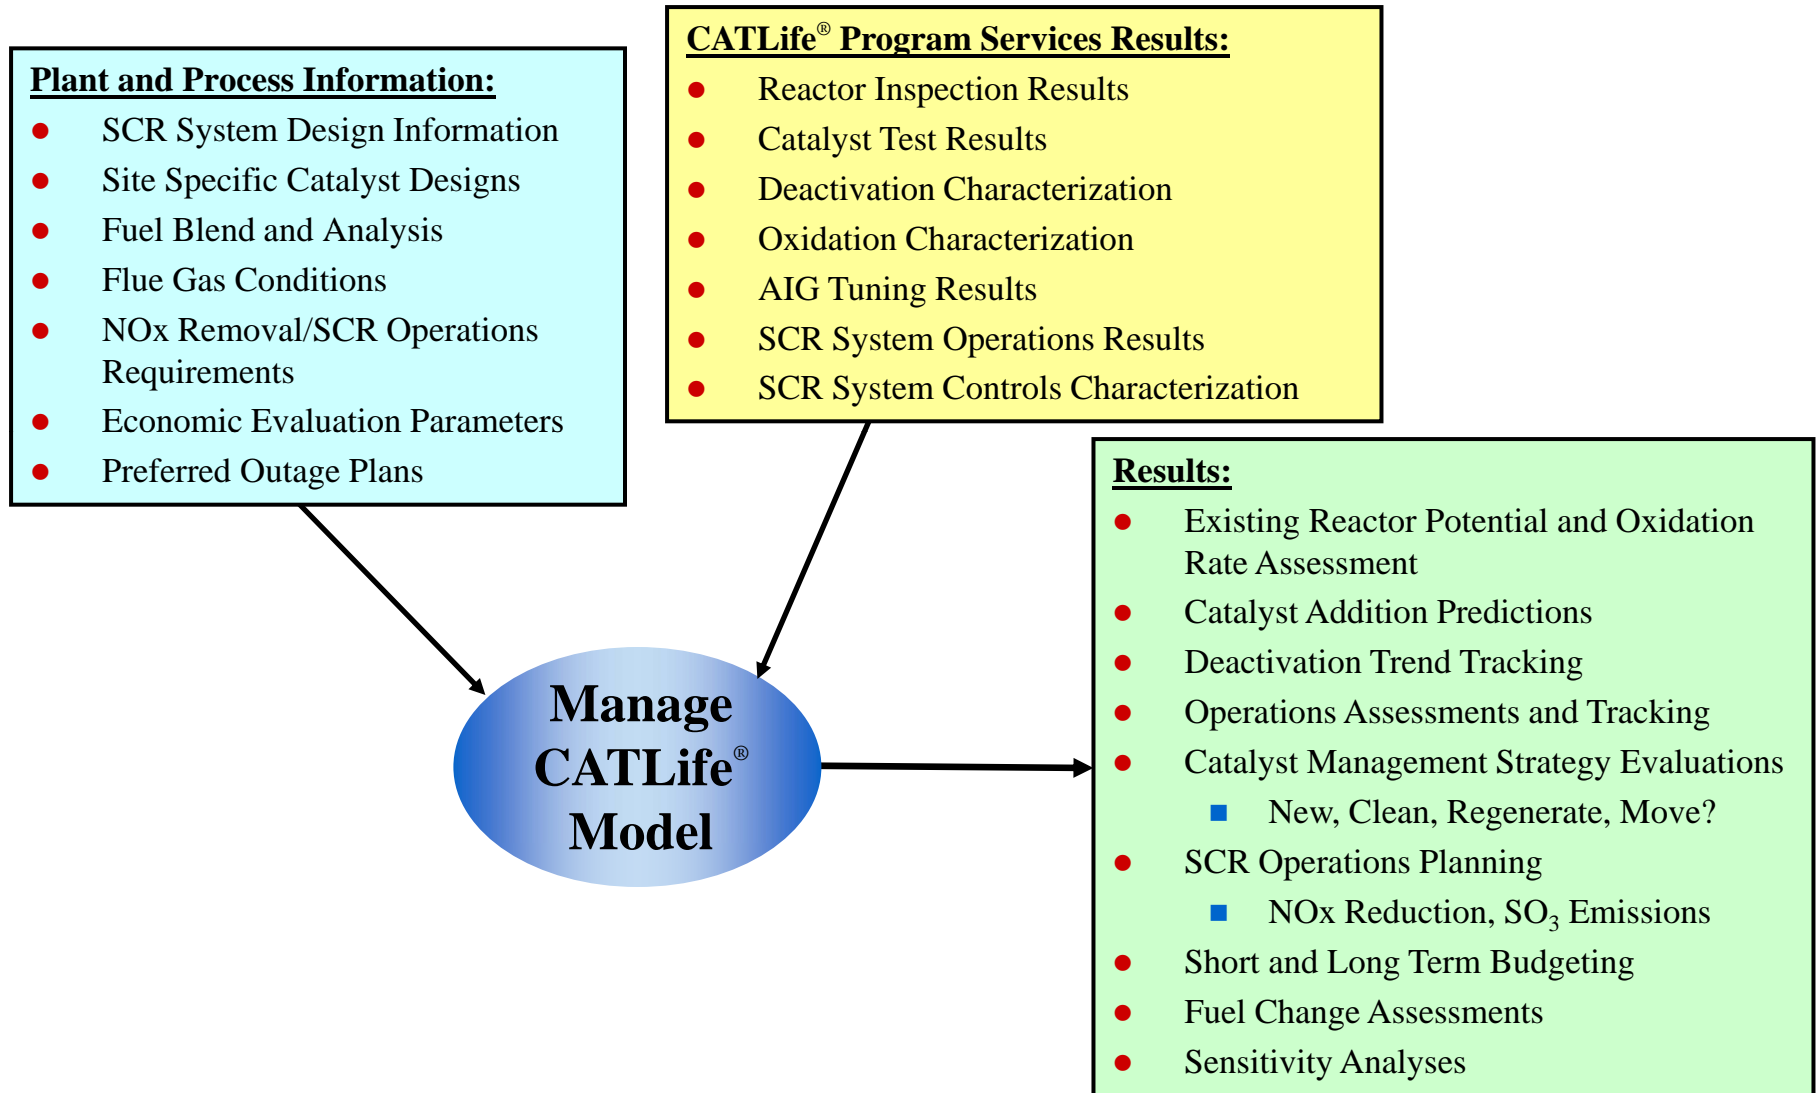 Plant and Process Information:
SCR System Design Information
Site Specific Catalyst Designs
Fuel Blend and Analysis
Flue Gas Conditions
NOx Removal/SCR Operations
Requirements
Economic Evaluation Parameters
Preferred Outage Plans
CATLife® Program Services Results:
Reactor Inspection Results
Catalyst Test Results
Deactivation Characterization
Oxidation Characterization
AIG Tuning Results
SCR System Operations Results
SCR System Controls Characterization
Manage
CATLife®
Model
Results:
Existing Reactor Potential and Oxidation
Rate Assessment
Catalyst Addition Predictions
Deactivation Trend Tracking
Operations Assessments and Tracking
Catalyst Management Strategy Evaluations
New, Clean, Regenerate, Move?
SCR Operations Planning
NOx Reduction, SO₃ Emissions
Short and Long Term Budgeting
Fuel Change Assessments
Sensitivity Analyses